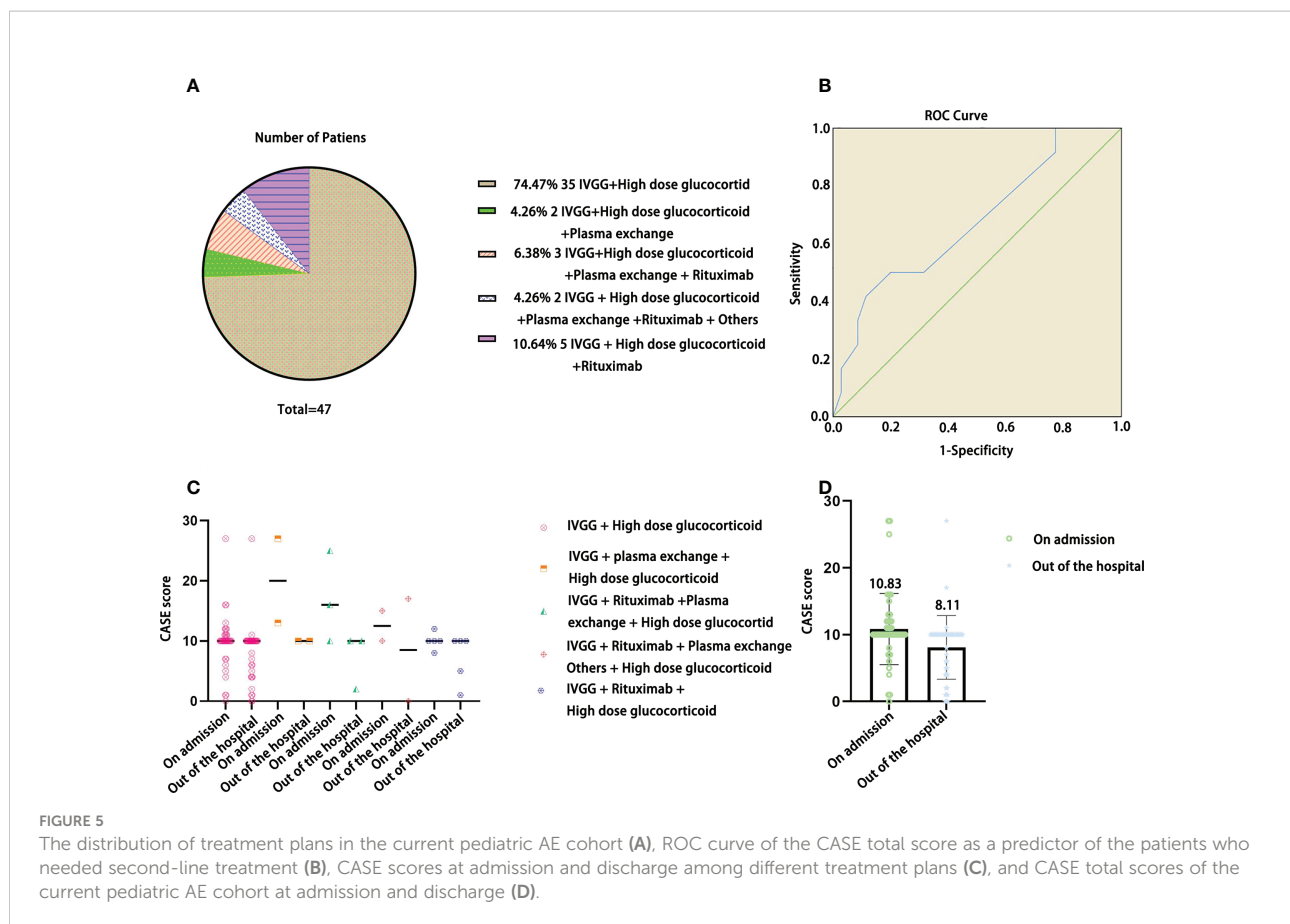 A
Number of Patiens
74.47% 35 IVGG+High dose glucocortid
4.26% 2 IVGG+High dose glucocorticoid
+Plasma exchange
6.38% 3 IVGG+High dose glucocorticoid
+Plasma exchange + Rituximab
4.26% 2 IVGG + High dose glucocorticoid
+Plasma exchange +Rituximab + Others
10.64% 5 IVGG + High dose glucocorticoid
+Rituximab
Total=47
B
ROC Curve
Sensitivity
1.0
0.8
0.6
0.4
0.2
0.0
0.0 0.2 0.4 0.6 0.8 1.0
1-Specificity
C
CASE score
30
20
10
0
On admission
Out of the hospital
On admission
Out of the hospital
On admission
Out of the hospital
On admission
Out of the hospital
On admission
Out of the hospital
IVGG + High dose glucocorticoid
IVGG + plasma exchange +
High dose glucocorticoid
IVGG + Rituximab +Plasma
exchange + High dose glucocortid
IVGG + Rituximab + Plasma exchange
Others + High dose glucocorticoid
IVGG + Rituximab +
High dose glucocorticoid
D
CASE score
30
20
10
0
10.83
8.11
On admission
Out of the hospital
On admission
Out of the hospital
FIGURE 5
The distribution of treatment plans in the current pediatric AE cohort (A), ROC curve of the CASE total score as a predictor of the patients who
needed second-line treatment (B), CASE scores at admission and discharge among different treatment plans (C), and CASE total scores of the
current pediatric AE cohort at admission and discharge (D).